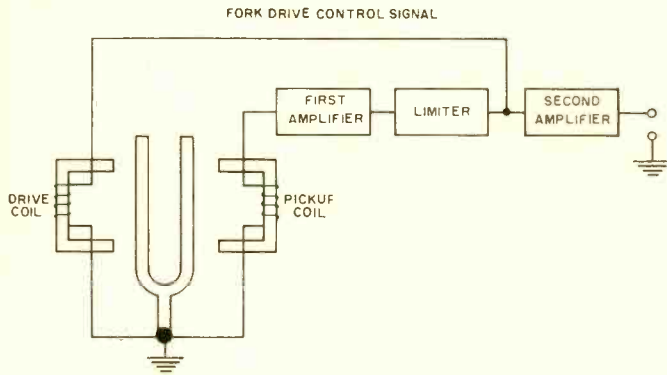 FORK DRIVE CONTROL SIGNAL
FIRST
AMPLIFIER
LIMITER
SECOND
AMPLIFIER
DRIVE
COIL
PICKUP
COIL